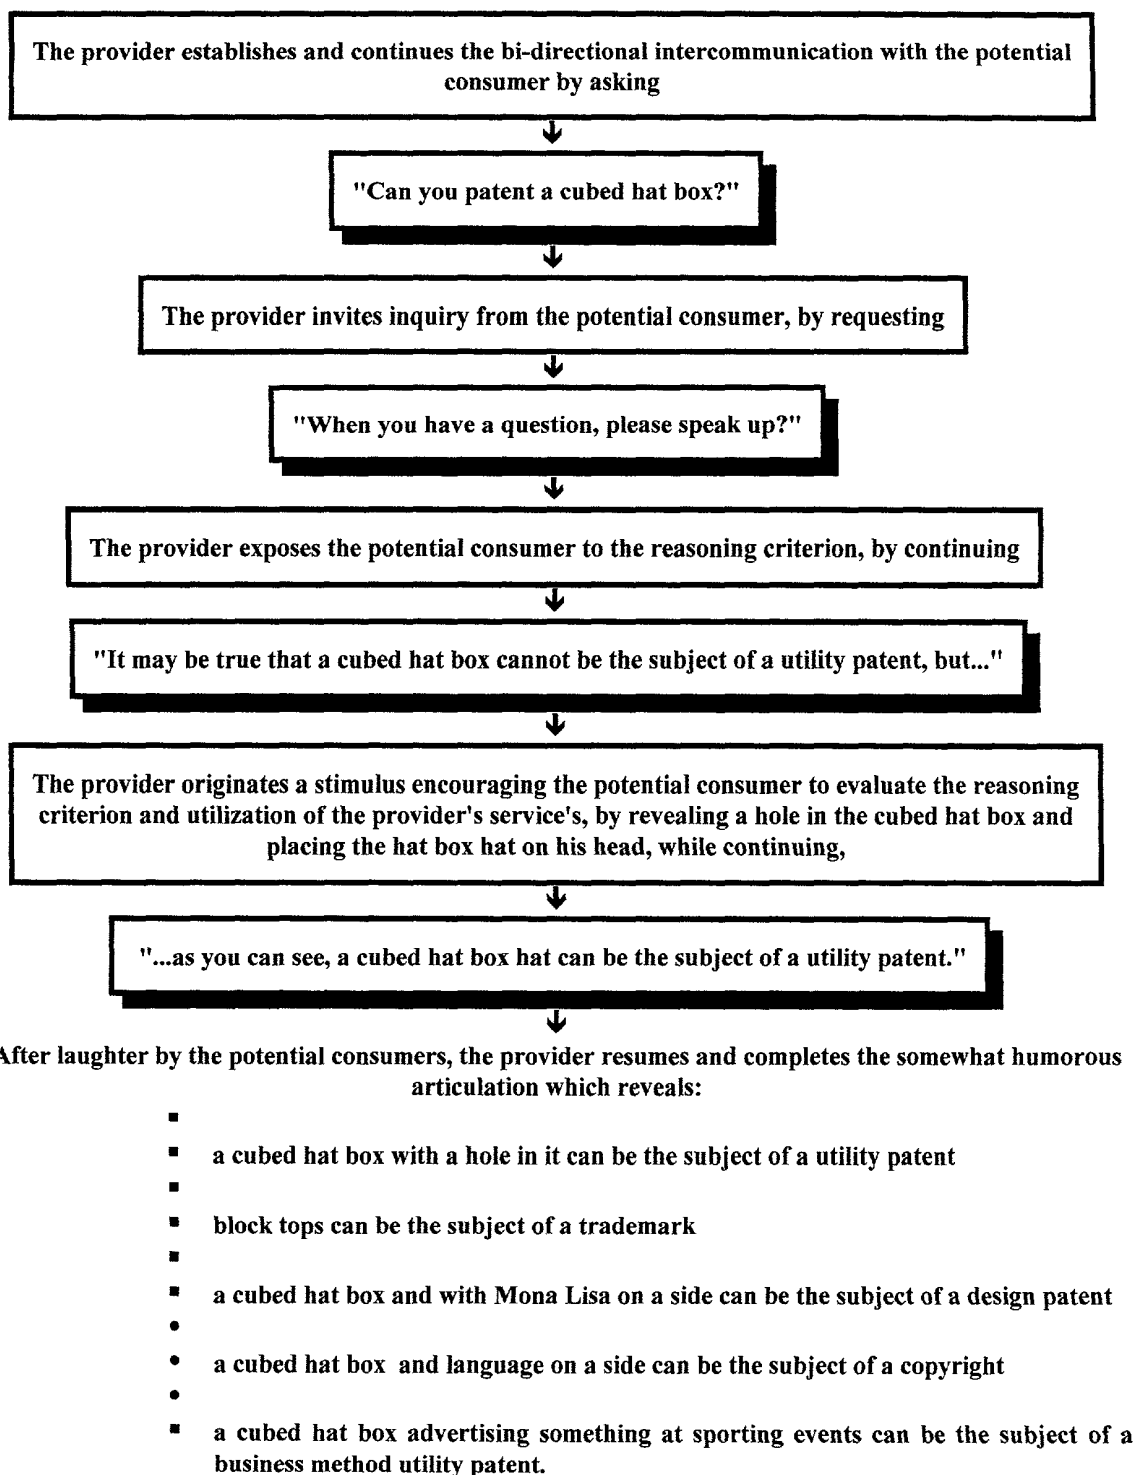 The provider establishes and continues the bi-directional intercommunication with the potential
consumer by asking
"Can you patent a cubed hat box?"
The provider invites inquiry from the potential consumer, by requesting
"When you have a question, please speak up?"
The provider exposes the potential consumer to the reasoning criterion, by continuing
"It may be true that a cubed hat box cannot be the subject of a utility patent, but..."
The provider originates a stimulus encouraging the potential consumer to evaluate the reasoning
criterion and utilization of the provider's service's, by revealing a hole in the cubed hat box and
placing the hat box hat on his head, while continuing,
"...as you can see, a cubed hat box hat can be the subject of a utility patent."
After laughter by the potential consumers, the provider resumes and completes the somewhat humorous
articulation which reveals:
a cubed hat box with a hole in it can be the subject of a utility patent
block tops can be the subject of a trademark
a cubed hat box and with Mona Lisa on a side can be the subject of a design patent
a cubed hat box and language on a side can be the subject of a copyright
a cubed hat box advertising something at sporting events can be the subject of a
business method utility patent.